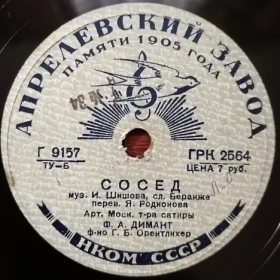 АПРЕЛЕВСКИЙ ЗАВОД
ПАМЯТИ 1905 ГОДА
Г 9157
ТУ-Б
ГРК 2564
ЦЕНА 7 руб.
СОСЕД
муз. И. Шишова, сл. Беранже
перев. Я. Родионова
Арт. Моск. т-ра сатиры
Ф. А. ДИМАНТ
ф-но Г. Б. Орентлихер
НКОМ СССР